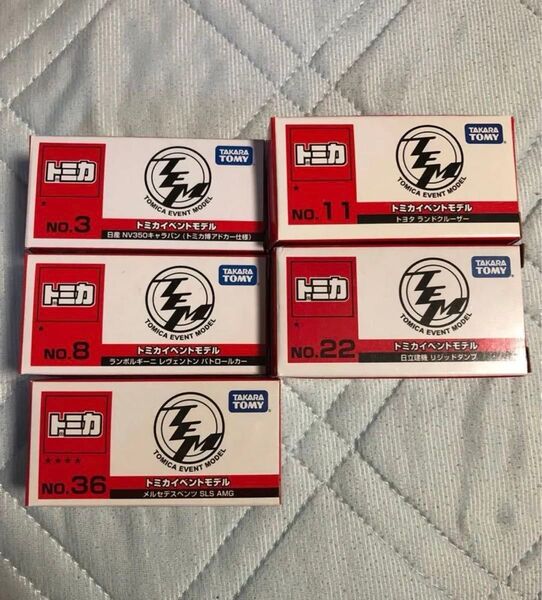 トミカ
TEM
TOMICA EVENT MODEL
TAKARA TOMY
NO.3
トミカイベントモデル
日産 NV350キャラバン(トミカ博アドカー仕様)
トミカ
TEM
TOMICA EVENT MODEL
TAKARA TOMY
NO.11
トミカイベントモデル
トヨタ ランドクルーザー
トミカ
TEM
TOMICA EVENT MODEL
TAKARA TOMY
NO.8
トミカイベントモデル
ランボルギーニ レヴェントン パトロールカー
トミカ
TEM
TOMICA EVENT MODEL
TAKARA TOMY
NO.22
トミカイベントモデル
日立建機 リジッドダンプ
トミカ
TEM
TOMICA EVENT MODEL
TAKARA TOMY
NO.36
トミカイベントモデル
メルセデスベンツ SLS AMG